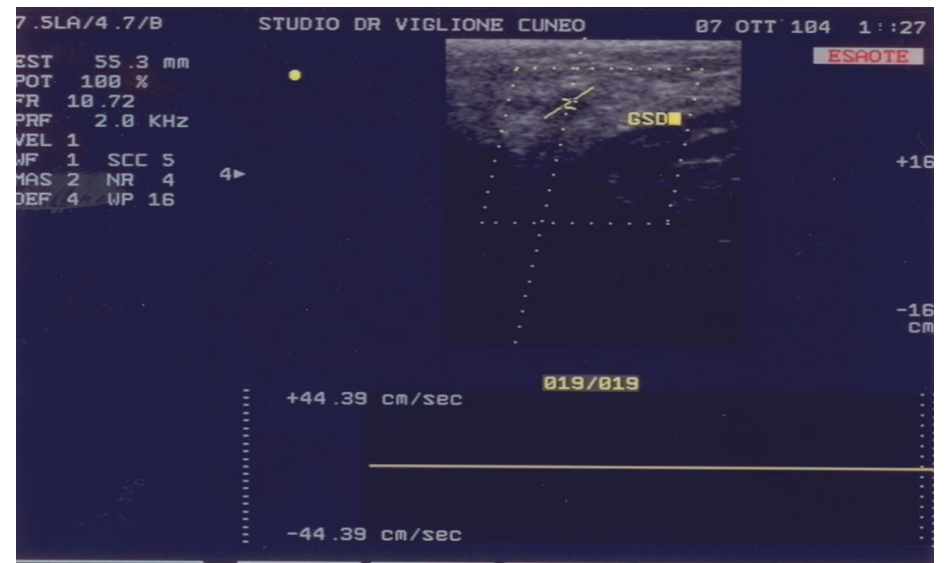 7.5LA/4.7/B STUDIO DR VIGLIONE CUNEO 07 OTT 104 1::27
ESAOTE
EST 55.3 mm
POT 100 %
FR 10.72
PRF 2.0 KHz
VEL 1
WF 1 SCC 5
MAS 2 NR 4
DEF 4 WP 16
4
GSD
+16
-16
cm
019/019
+44.39 cm/sec
-44.39 cm/sec